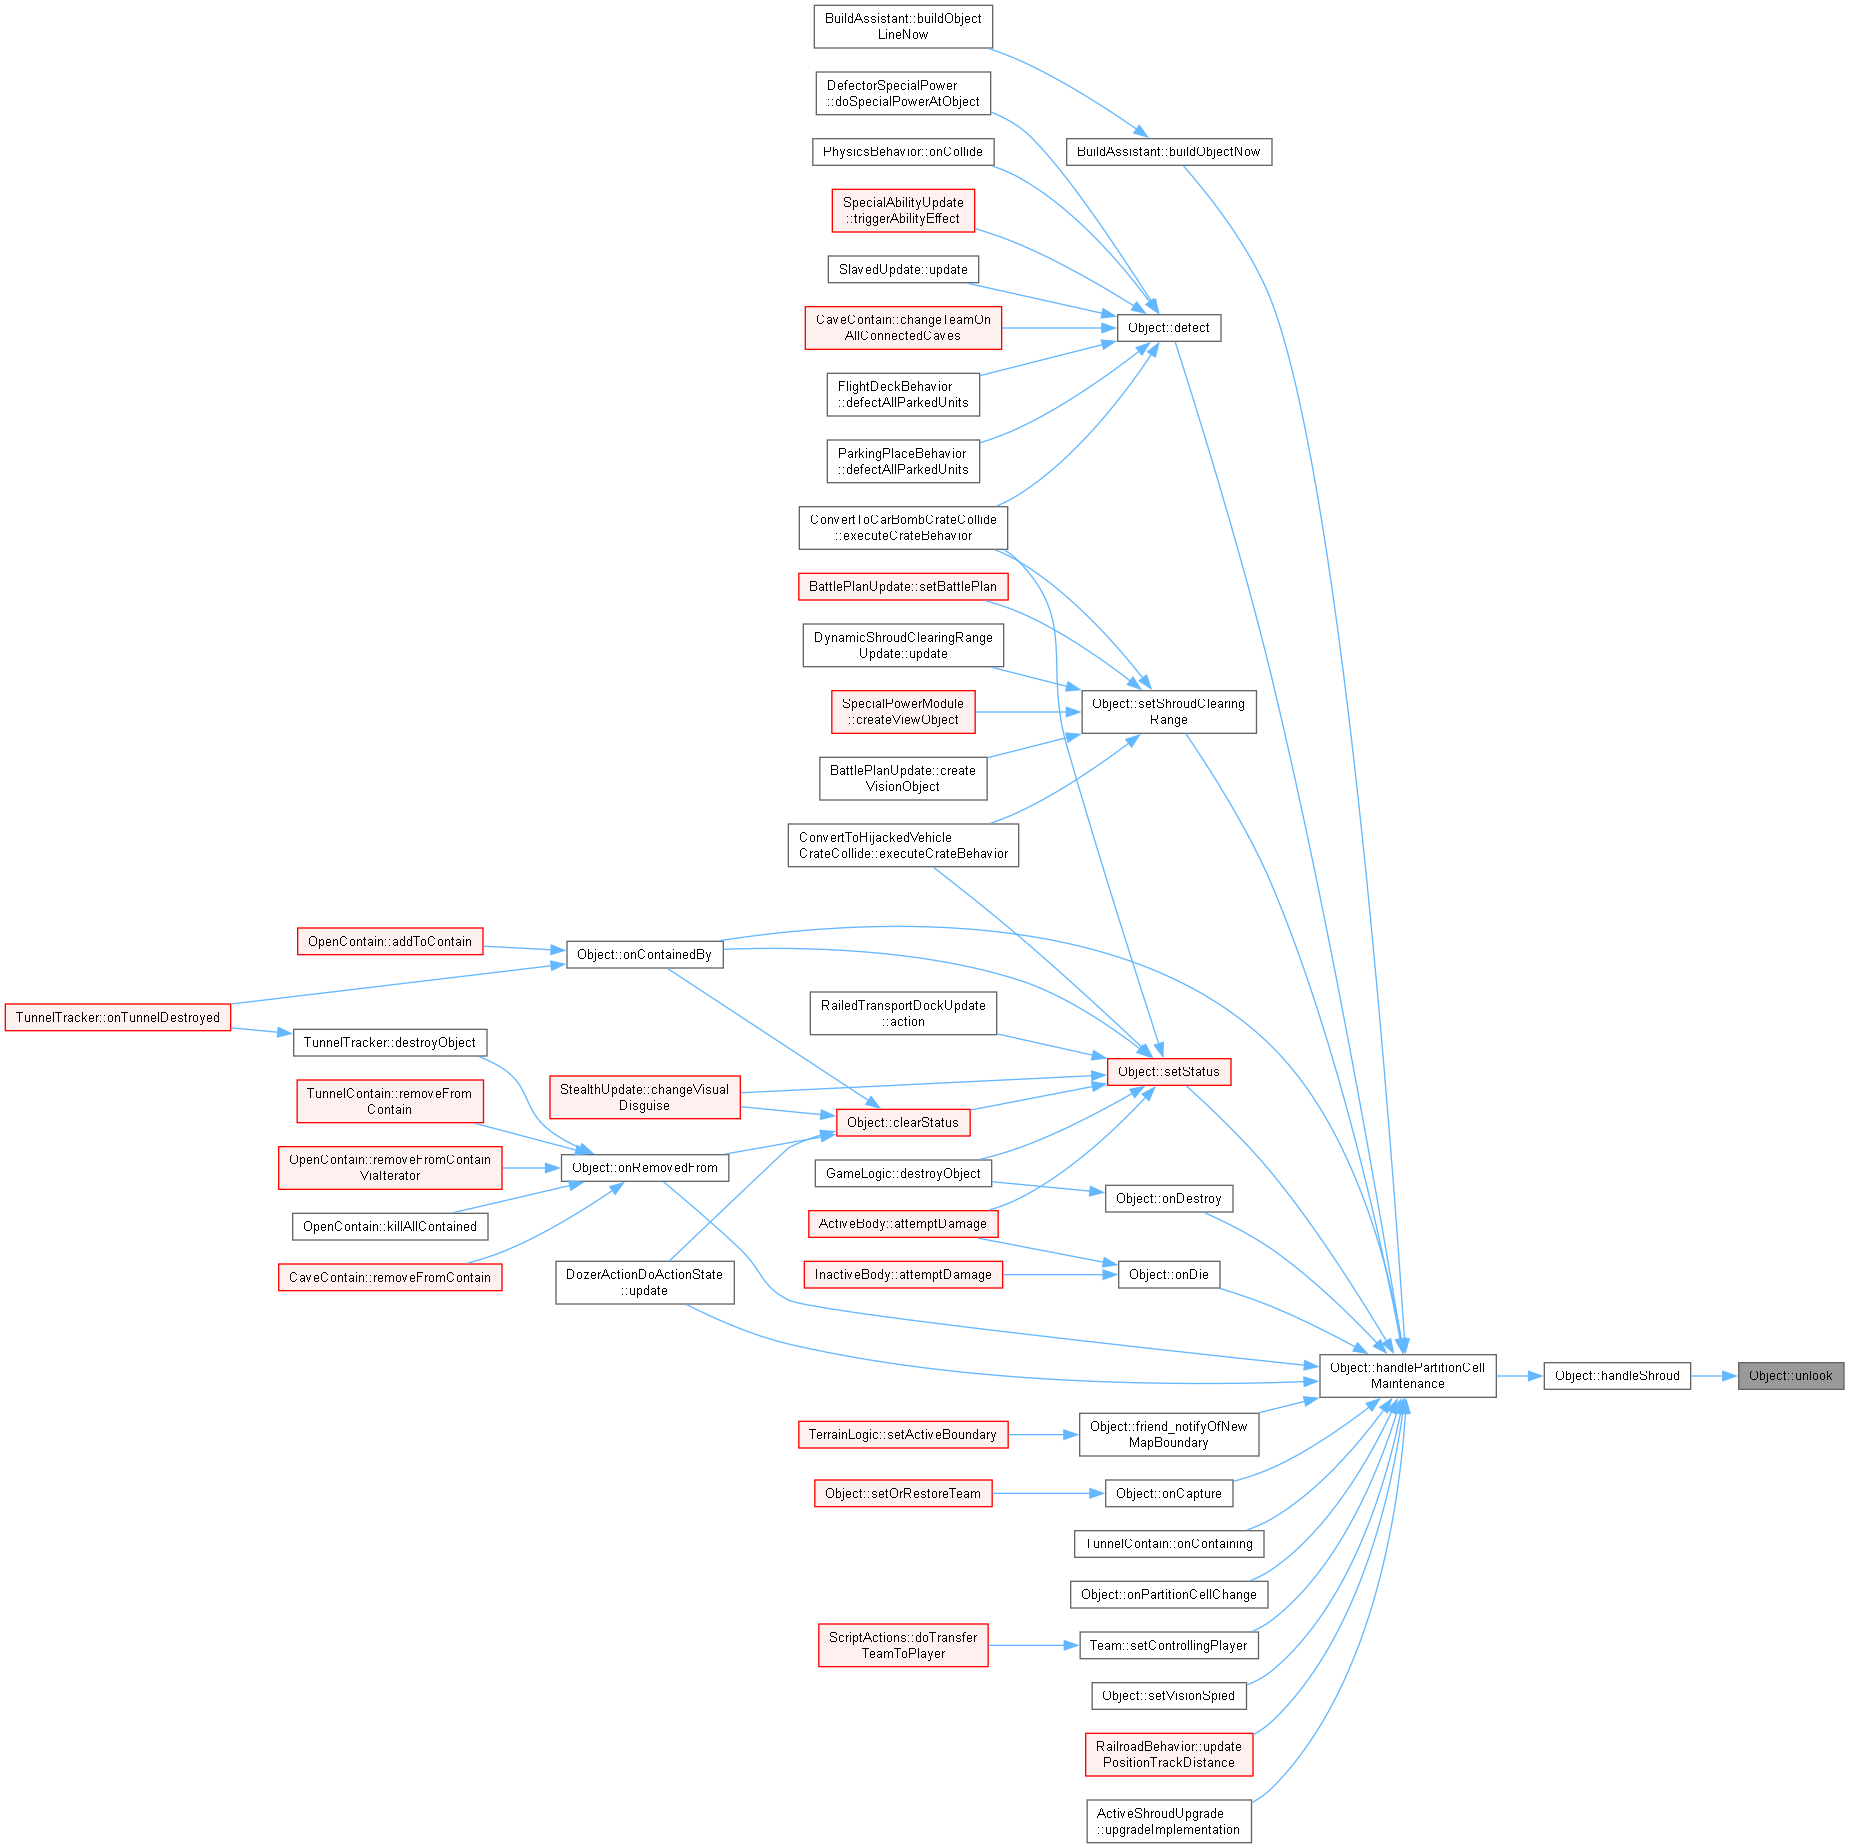 BuildAssistant::buildObject
LineNow
DefectorSpecialPower
::doSpecialPowerAtObject
PhysicsBehavior::onCollide
BuildAssistant::buildObjectNow
SpecialAbilityUpdate
::triggerAbilityEffect
SlavedUpdate::update
CaveContain::changeTeamOn
AllConnectedCaves
Object::defect
FlightDeckBehavior
::defectAllParkedUnits
ParkingPlaceBehavior
::defectAllParkedUnits
ConvertToCarBombCrateCollide
::executeCrateBehavior
BattlePlanUpdate::setBattlePlan
DynamicShroudClearingRange
Update::update
SpecialPowerModule
::createViewObject
Object::setShroudClearing
Range
BattlePlanUpdate::create
VisionObject
ConvertToHijackedVehicle
CrateCollide::executeCrateBehavior
OpenContain::addToContain
Object::onContainedBy
TunnelTracker::onTunnelDestroyed
RailedTransportDockUpdate
::action
TunnelTracker::destroyObject
Object::setStatus
StealthUpdate::changeVisual
Disguise
TunnelContain::removeFrom
Contain
Object::clearStatus
OpenContain::removeFromContain
ViaIterator
Object::onRemovedFrom
GameLogic::destroyObject
Object::onDestroy
OpenContain::killAllContained
ActiveBody::attemptDamage
CaveContain::removeFromContain
DozerActionDoActionState
::update
InactiveBody::attemptDamage
Object::onDie
Object::handlePartitionCell
Maintenance
Object::handleShroud
Object::unlook
TerrainLogic::setActiveBoundary
Object::friend_notifyOfNew
MapBoundary
Object::setOrRestoreTeam
Object::onCapture
TunnelContain::onContaining
Object::onPartitionCellChange
ScriptActions::doTransfer
TeamToPlayer
Team::setControllingPlayer
Object::setVisionSpied
RailroadBehavior::update
PositionTrackDistance
ActiveShroudUpgrade
::upgradeImplementation